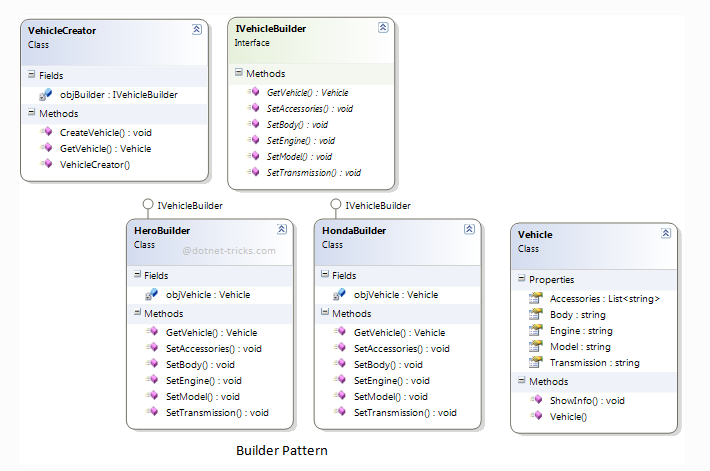 VehicleCreator
Class
Fields
objBuilder : IVehicleBuilder
Methods
CreateVehicle() : void
GetVehicle() : Vehicle
VehicleCreator()
IVehicleBuilder
Interface
Methods
GetVehicle() : Vehicle
SetAccessories() : void
SetBody() : void
SetEngine() : void
SetModel() : void
SetTransmission() : void
IVehicleBuilder
HeroBuilder
Class
@dotnet-tricks.com
Fields
objVehicle : Vehicle
Methods
GetVehicle() : Vehicle
SetAccessories() : void
SetBody() : void
SetEngine() : void
SetModel() : void
SetTransmission() : void
IVehicleBuilder
HondaBuilder
Class
Fields
objVehicle : Vehicle
Methods
GetVehicle() : Vehicle
SetAccessories() : void
SetBody() : void
SetEngine() : void
SetModel() : void
SetTransmission() : void
Vehicle
Class
Properties
Accessories : List<string>
Body : string
Engine : string
Model : string
Transmission : string
Methods
ShowInfo() : void
Vehicle()
Builder Pattern